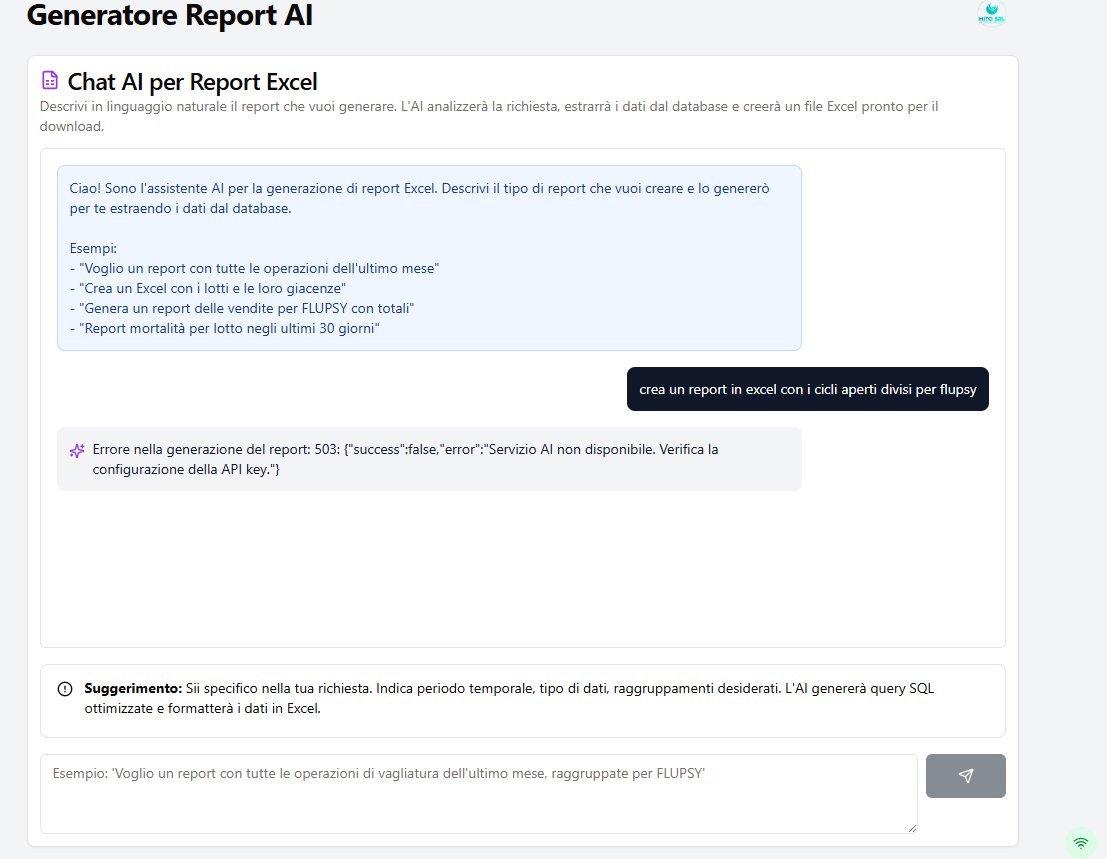 Generatore Report AI
MITO SRL
Chat AI per Report Excel
Descrivi in linguaggio naturale il report che vuoi generare. L'AI analizzerà la richiesta, estrarrà i dati dal database e creerà un file Excel pronto per il
download.
Ciao! Sono l'assistente AI per la generazione di report Excel. Descrivi il tipo di report che vuoi creare e lo genererò
per te estraendo i dati dal database.
Esempi:
- "Voglio un report con tutte le operazioni dell'ultimo mese"
- "Crea un Excel con i lotti e le loro giacenze"
- "Genera un report delle vendite per FLUPSY con totali"
- "Report mortalità per lotto negli ultimi 30 giorni"
crea un report in excel con i cicli aperti divisi per flupsy
Errore nella generazione del report: 503: {"success":false,"error":"Servizio AI non disponibile. Verifica la
configurazione della API key."}
Suggerimento: Sii specifico nella tua richiesta. Indica periodo temporale, tipo di dati, raggruppamenti desiderati. L'AI genererà query SQL
ottimizzate e formatterà i dati in Excel.
Esempio: 'Voglio un report con tutte le operazioni di vagliatura dell'ultimo mese, raggruppate per FLUPSY'